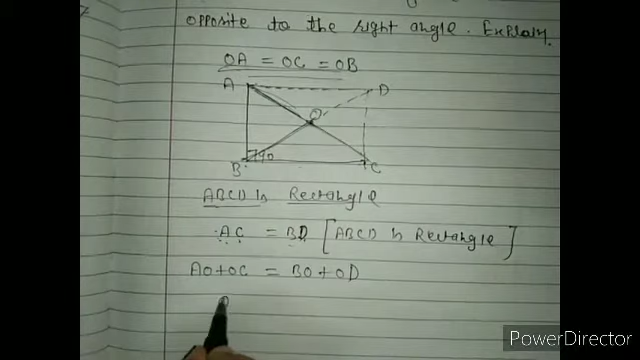 opposite to the right angle. Explain.
OA = OC = OB
A
D
O
B
90
C
ABCD is Rectangle
AC = BD [ABCD is Rectangle]
AO+OC = BO+OD
PowerDirector